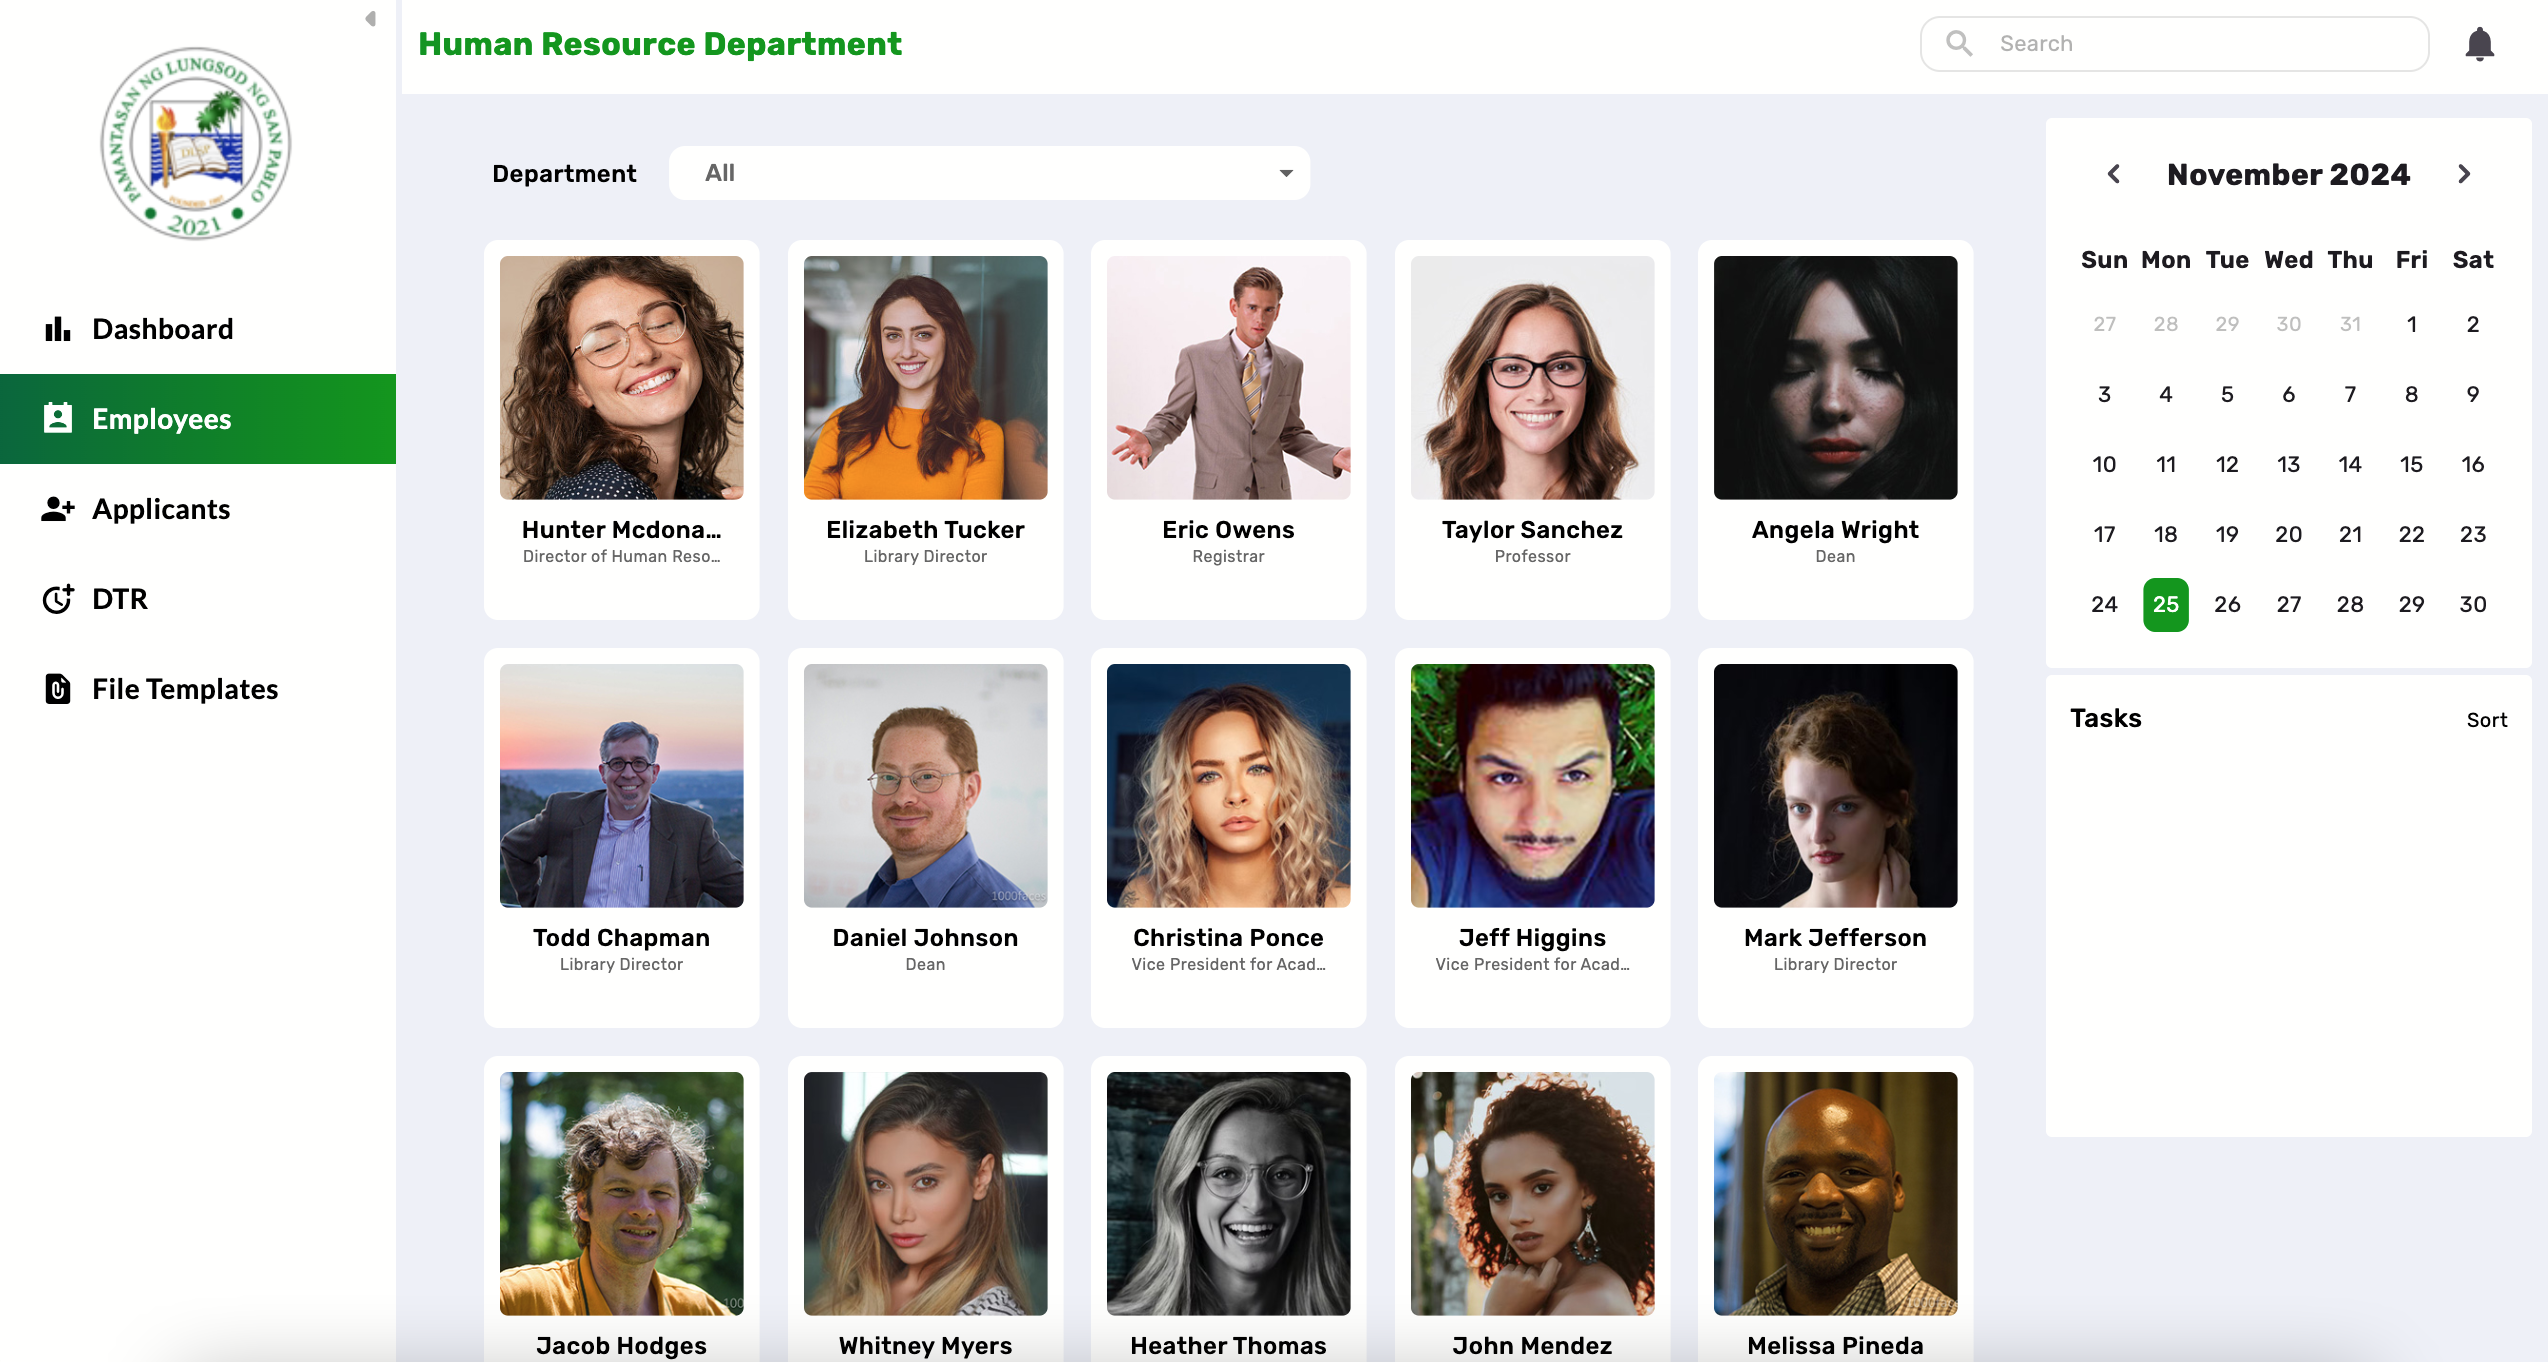 PAMANTASAN NG LUNGSOD NG SAN PABLO
DLSP
2021
Dashboard
Employees
Applicants
DTR
File Templates
Human Resource Department
Search
Department
All
Hunter Mcdona...
Director of Human Reso...
Elizabeth Tucker
Library Director
Eric Owens
Registrar
Taylor Sanchez
Professor
Angela Wright
Dean
Todd Chapman
Library Director
Daniel Johnson
Dean
1000faces
Christina Ponce
Vice President for Acad...
Jeff Higgins
Vice President for Acad...
Mark Jefferson
Library Director
100
Jacob Hodges
Whitney Myers
Heather Thomas
John Mendez
Melissa Pineda
November 2024
Sun Mon Tue Wed Thu Fri Sat
27 28 29 30 31 1 2
3 4 5 6 7 8 9
10 11 12 13 14 15 16
17 18 19 20 21 22 23
24 25 26 27 28 29 30
Tasks
Sort